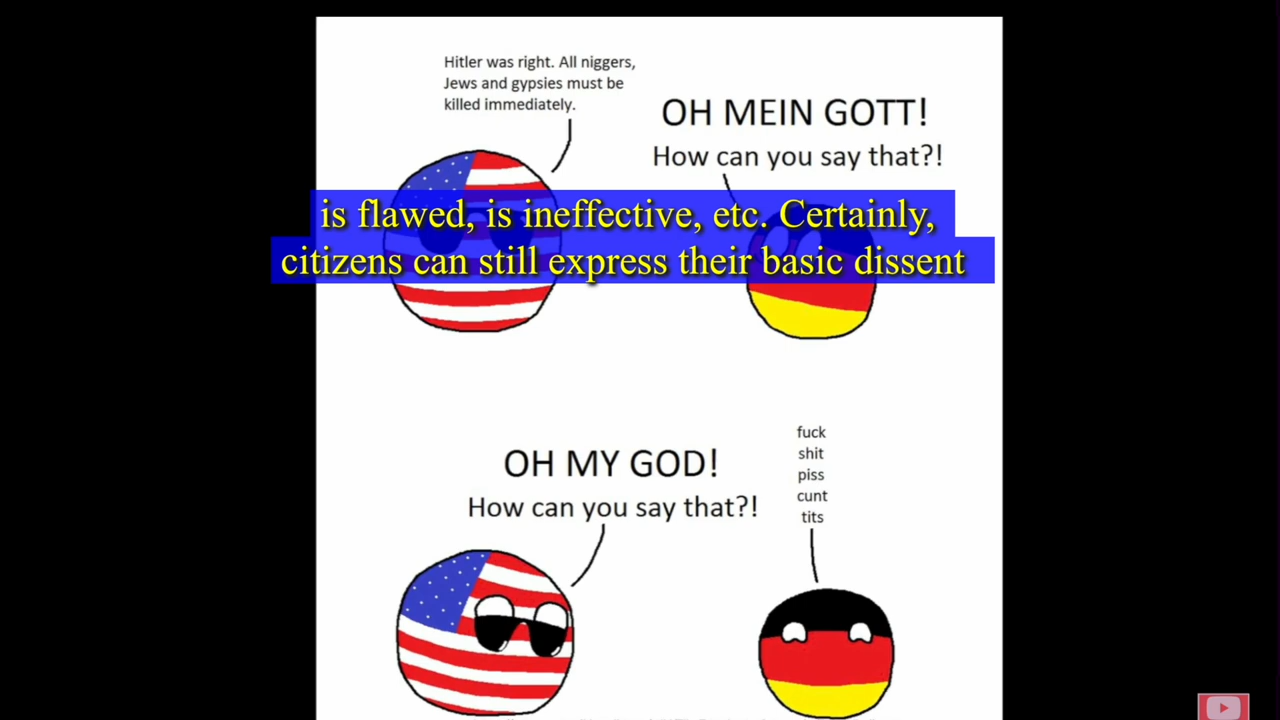 Hitler was right. All niggers,
Jews and gypsies must be
killed immediately.
OH MEIN GOTT!
How can you say that?!
is flawed, is ineffective, etc. Certainly,
citizens can still express their basic dissent
OH MY GOD!
How can you say that?!
fuck
shit
piss
cunt
tits